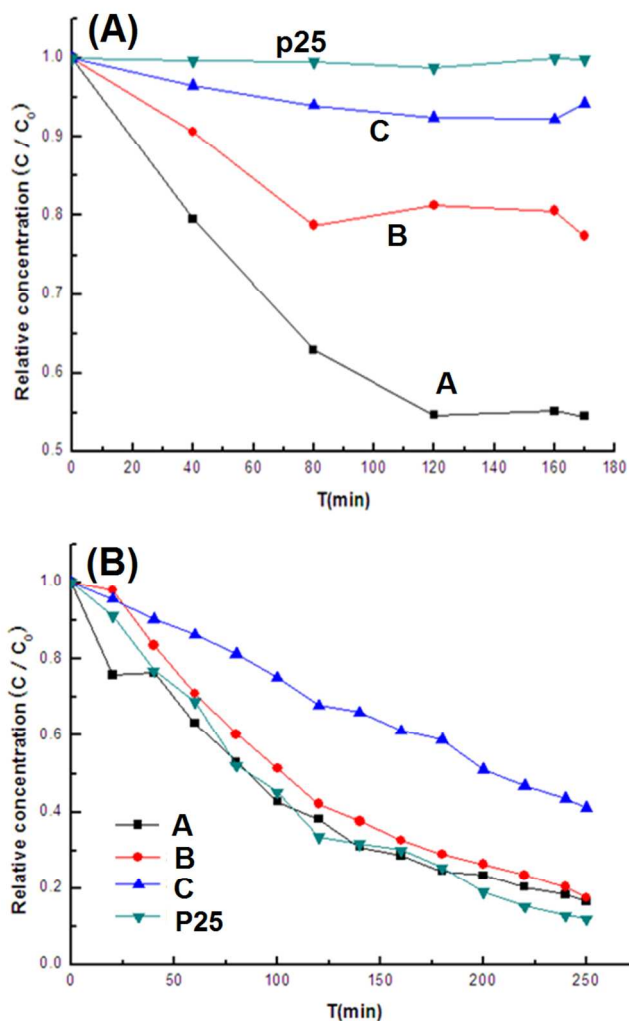 (A)
p25
C
B
A
Relative concentration (C / C0)
1.0
0.9
0.8
0.7
0.6
0.5
0 20 40 60 80 100 120 140 160 180
T(min)
(B)
Relative concentration (C / C0)
1.0
0.8
0.6
0.4
0.2
0.0
A
B
C
P25
0 50 100 150 200 250
T(min)